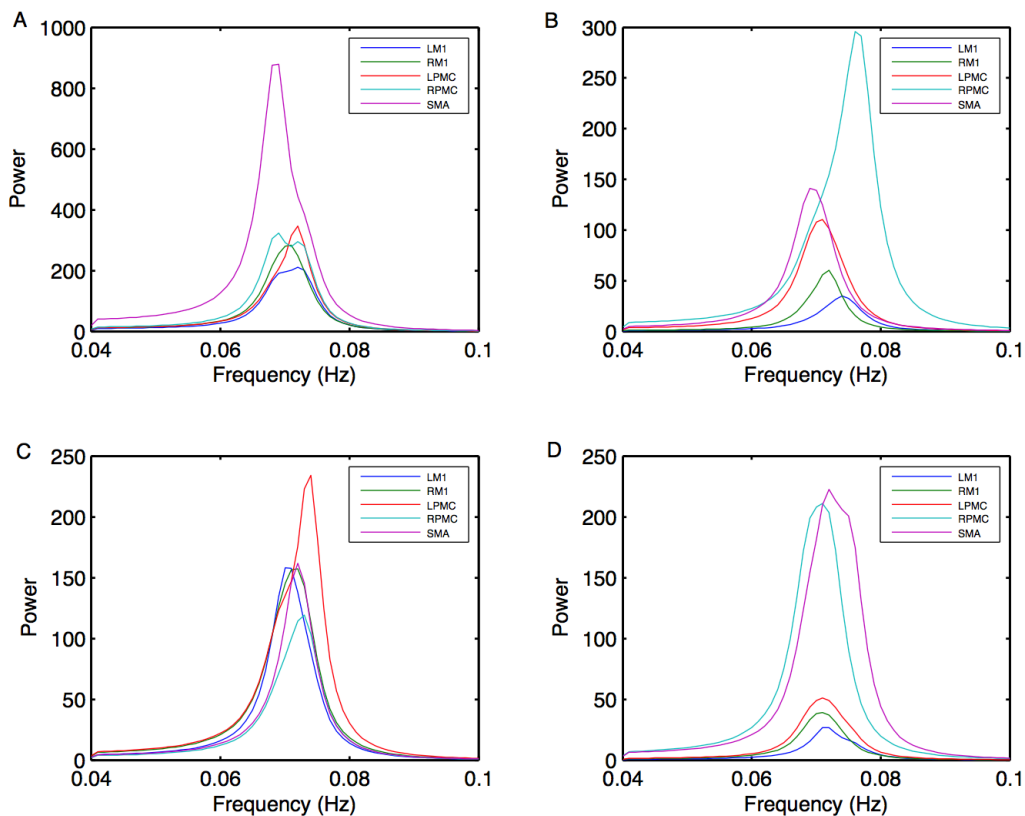 A
1000
800
600
400
200
0
Power
0.04
0.06
0.08
0.1
Frequency (Hz)
LM1
RM1
LPMC
RPMC
SMA
B
300
250
200
150
100
50
0
Power
0.04
0.06
0.08
0.1
Frequency (Hz)
LM1
RM1
LPMC
RPMC
SMA
C
250
200
150
100
50
0
Power
0.04
0.06
0.08
0.1
Frequency (Hz)
LM1
RM1
LPMC
RPMC
SMA
D
250
200
150
100
50
0
Power
0.04
0.06
0.08
0.1
Frequency (Hz)
LM1
RM1
LPMC
RPMC
SMA